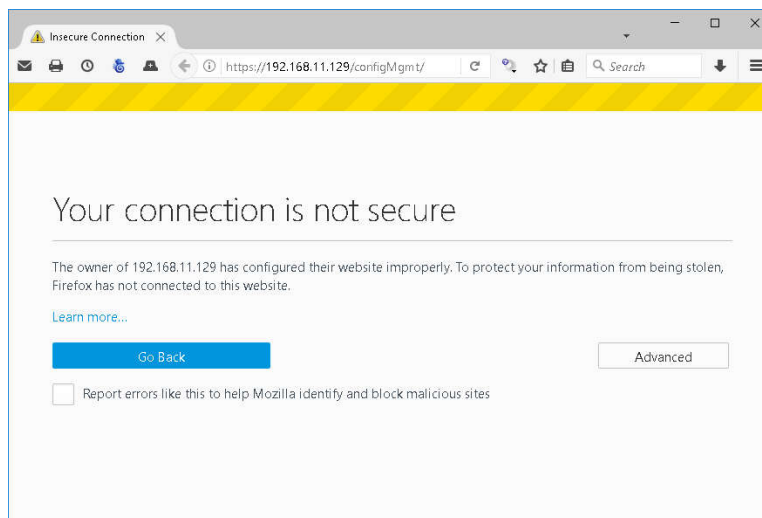 Insecure Connection
https://192.168.11.129/configMgmt/
Search
Your connection is not secure
The owner of 192.168.11.129 has configured their website improperly. To protect your information from being stolen,
Firefox has not connected to this website.
Learn more...
Go Back
Advanced
Report errors like this to help Mozilla identify and block malicious sites